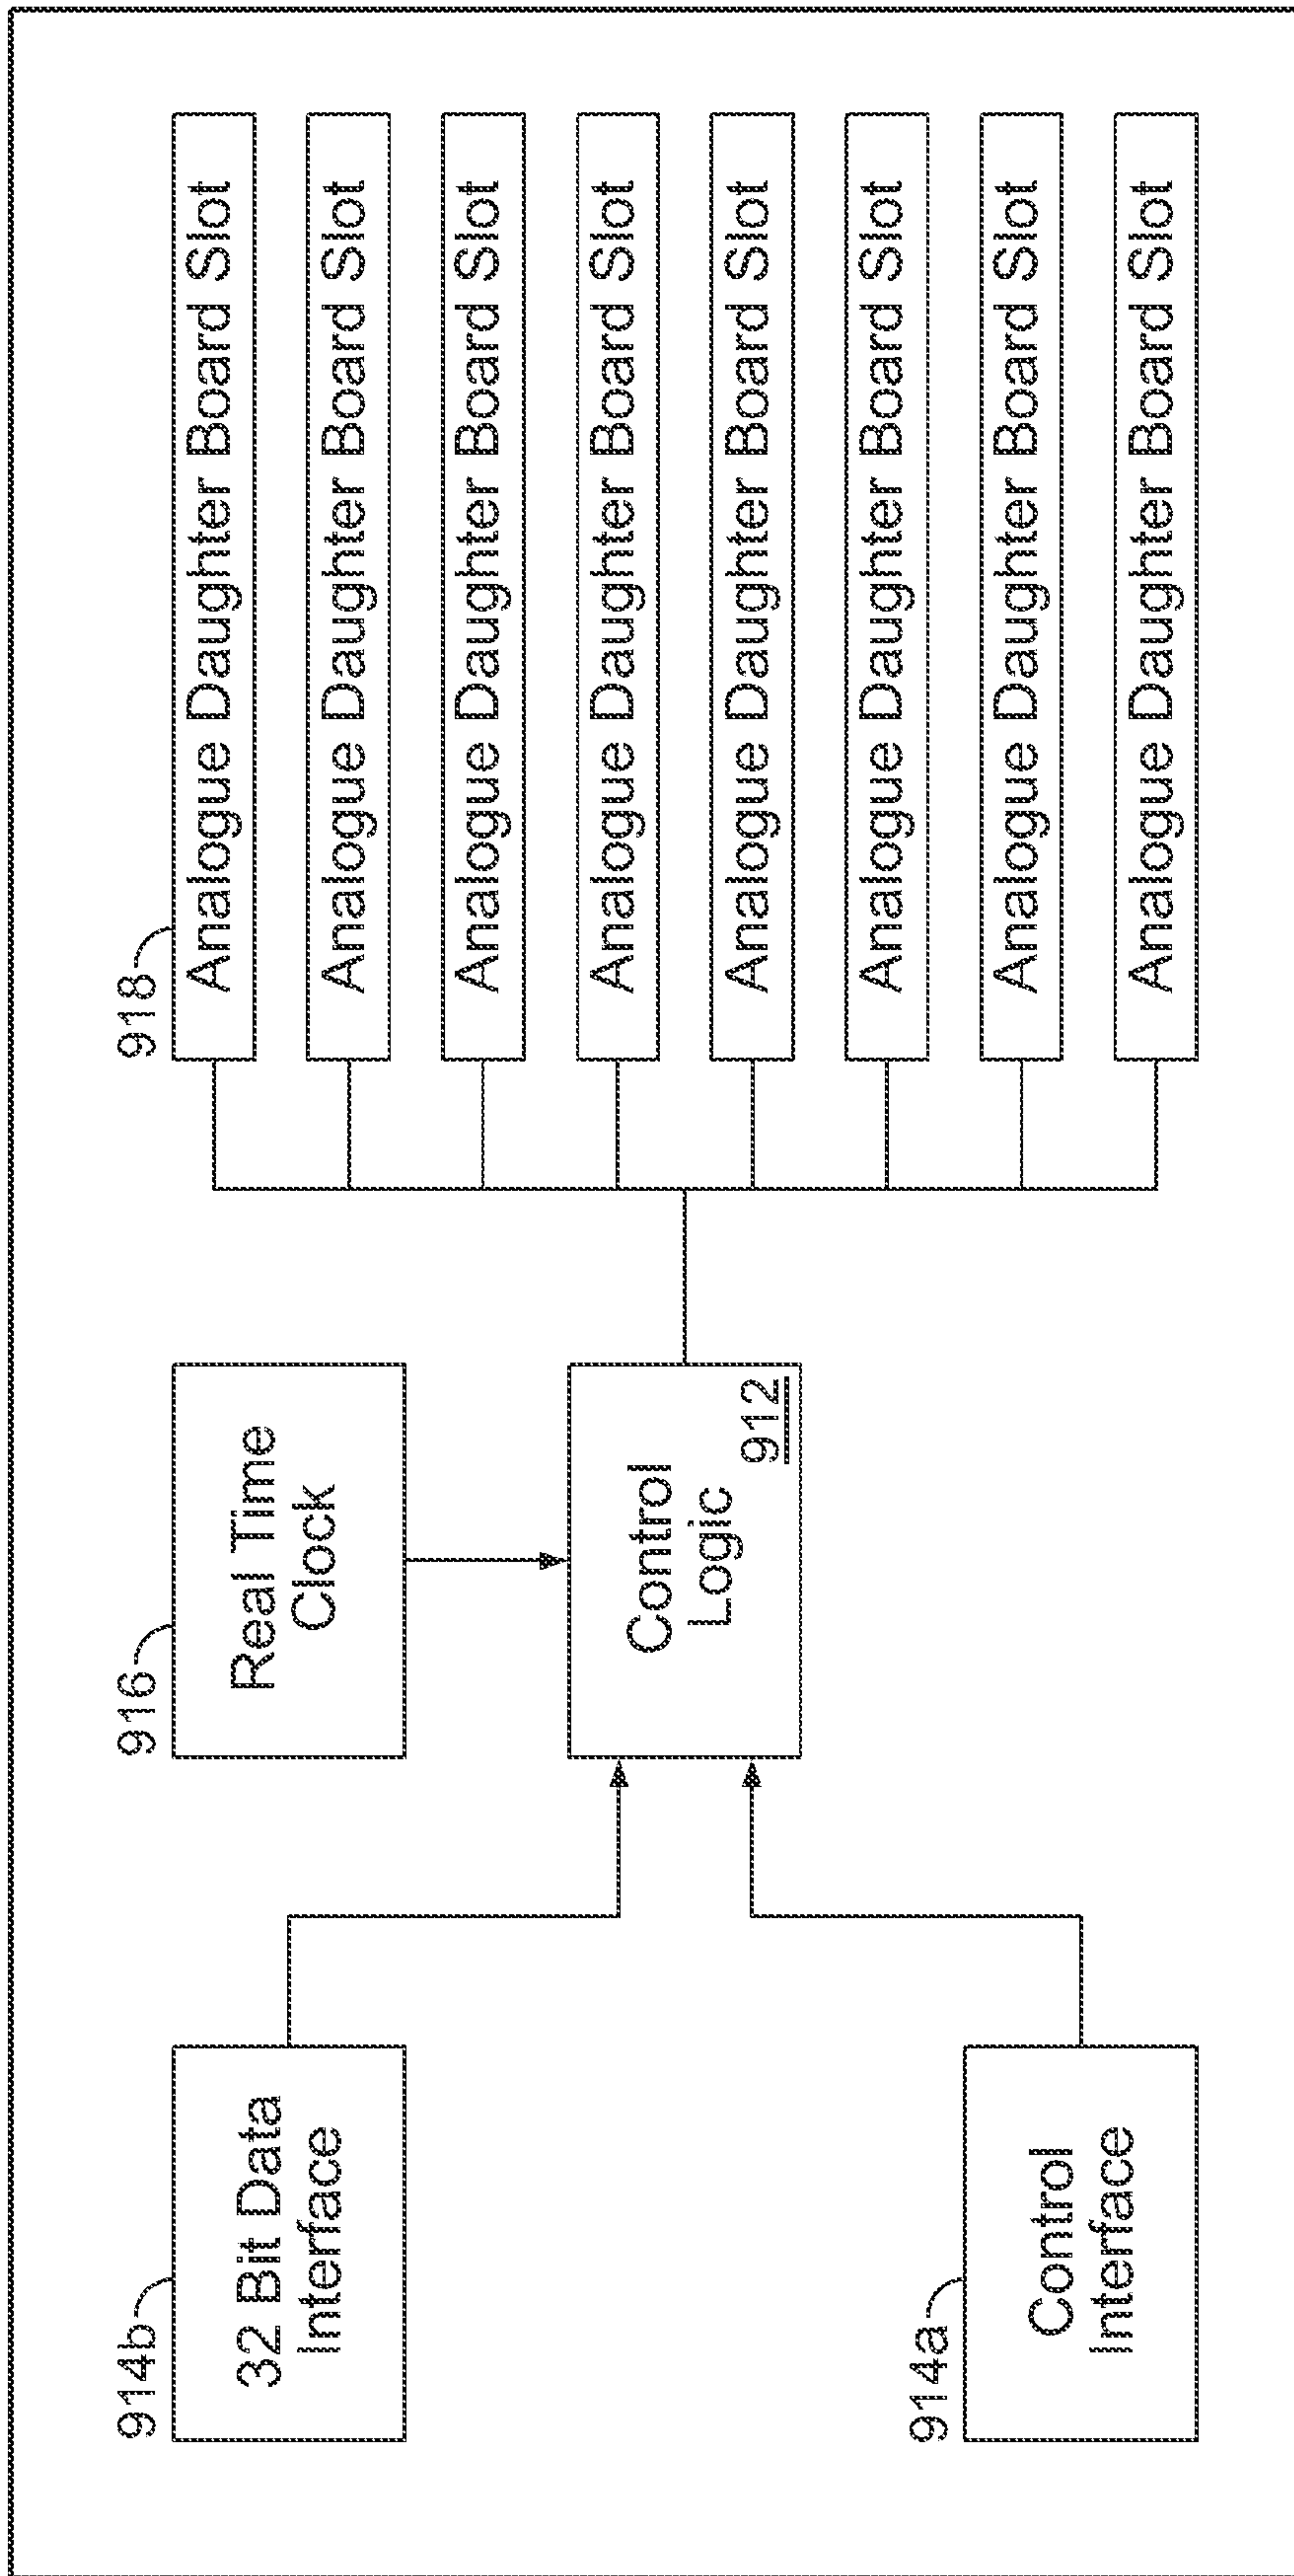 914b
32 Bit Data
Interface
914a
Control
Interface
916
Real Time
Clock
Control
Logic
912
918
Analogue Daughter Board Slot
Analogue Daughter Board Slot
Analogue Daughter Board Slot
Analogue Daughter Board Slot
Analogue Daughter Board Slot
Analogue Daughter Board Slot
Analogue Daughter Board Slot
Analogue Daughter Board Slot